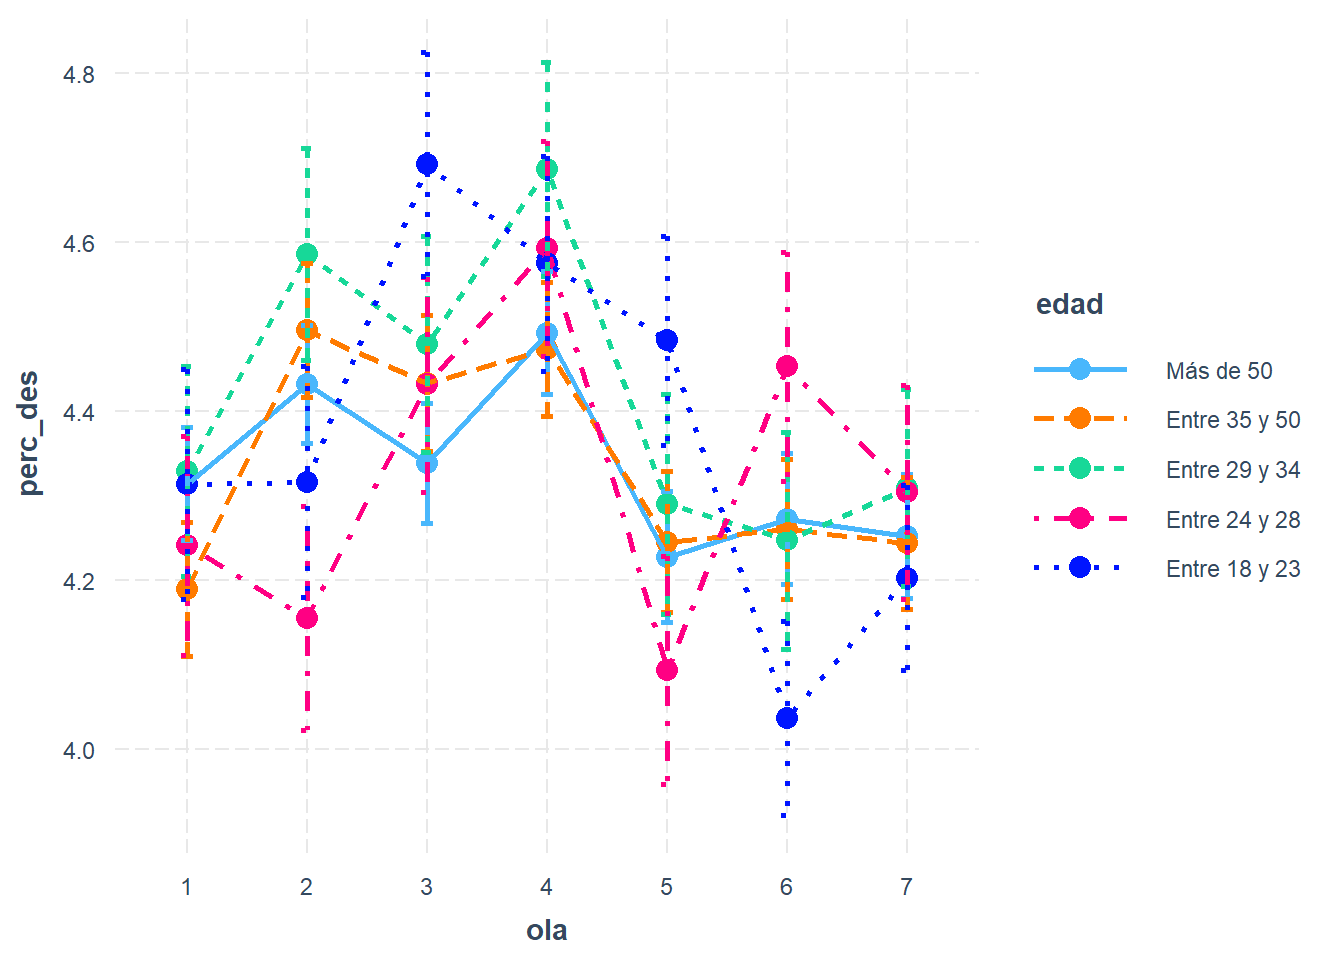 4.8
4.6
4.4
4.2
4.0
perc_des
1 2 3 4 5 6 7
ola
edad
Más de 50
Entre 35 y 50
Entre 29 y 34
Entre 24 y 28
Entre 18 y 23